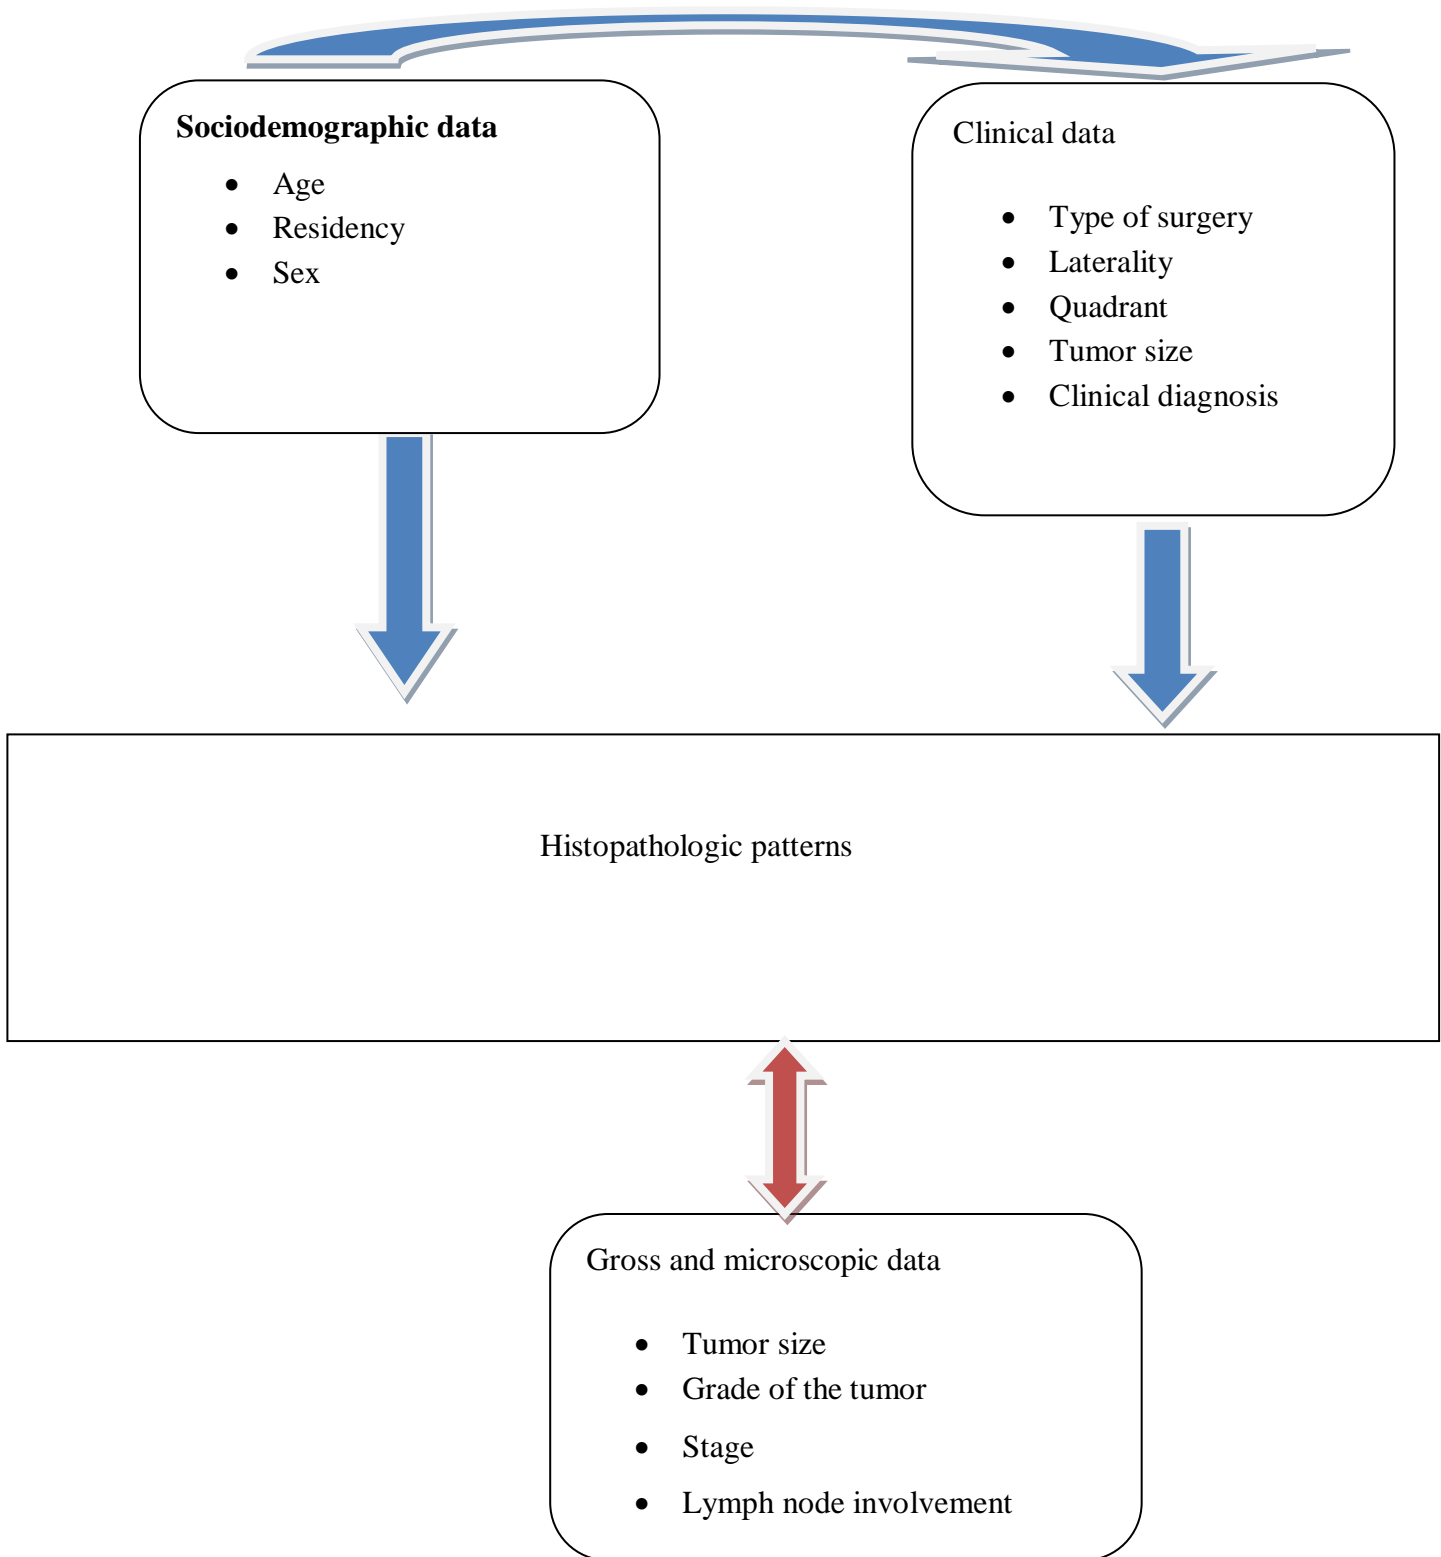 Sociodemographic data
• Age
• Residency
• Sex
Clinical data
• Type of surgery
• Laterality
• Quadrant
• Tumor size
• Clinical diagnosis
Histopathologic patterns
Gross and microscopic data
• Tumor size
• Grade of the tumor
• Stage
• Lymph node involvement